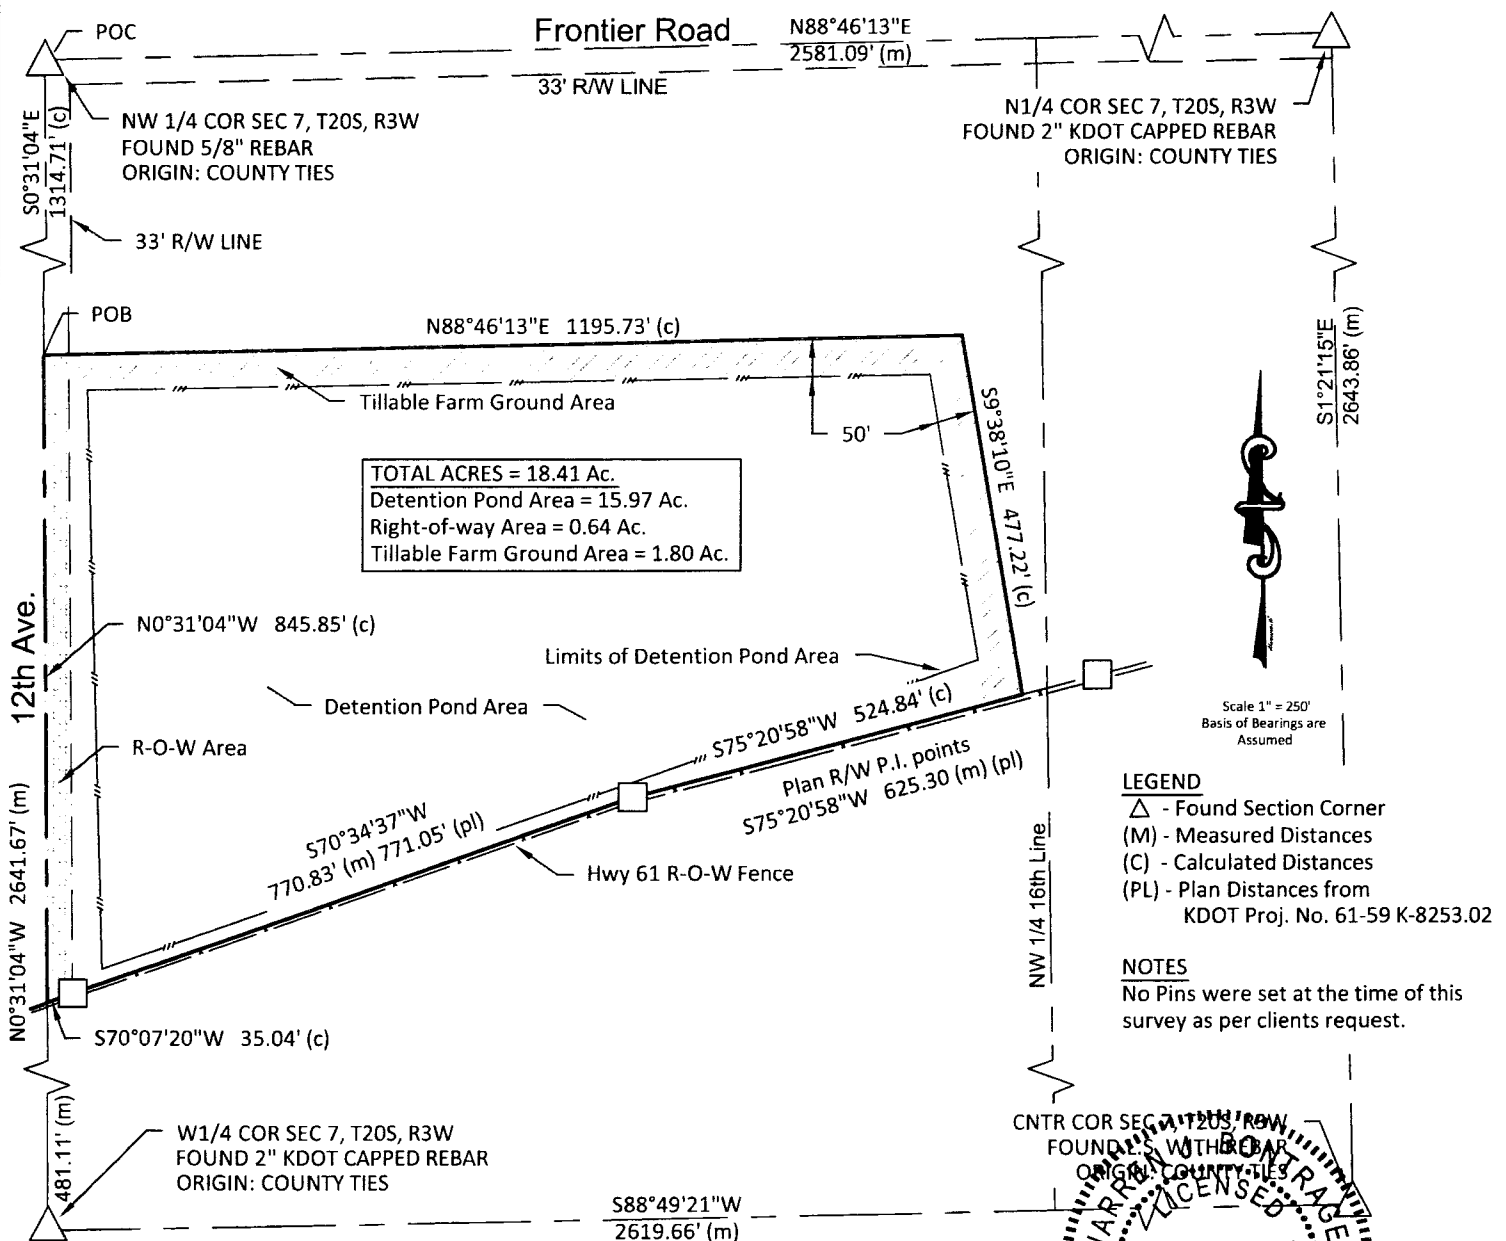 POC
Frontier Road
N88°46'13"E
2581.09' (m)
33' R/W LINE
NW 1/4 COR SEC 7, T20S, R3W
FOUND 5/8" REBAR
ORIGIN: COUNTY TIES
N1/4 COR SEC 7, T20S, R3W
FOUND 2" KDOT CAPPED REBAR
ORIGIN: COUNTY TIES
S0°31'04"E
1314.71' (c)
33' R/W LINE
POB
N88°46'13"E 1195.73' (c)
Tillable Farm Ground Area
50'
S9°38'10"E 477.22' (c)
S1°21'15"E
2643.86' (m)
TOTAL ACRES = 18.41 Ac.
Detention Pond Area = 15.97 Ac.
Right-of-way Area = 0.64 Ac.
Tillable Farm Ground Area = 1.80 Ac.
12th Ave.
N0°31'04"W 845.85' (c)
Limits of Detention Pond Area
Detention Pond Area
R-O-W Area
S75°20'58"W 524.84' (c)
Plan R/W P.I. points
S75°20'58"W 625.30 (m) (pl)
S70°34'37"W
770.83' (m) 771.05' (pl)
Hwy 61 R-O-W Fence
NW 1/4 16th Line
N0°31'04"W 2641.67' (m)
S70°07'20"W 35.04' (c)
Scale 1" = 250'
Basis of Bearings are
Assumed
LEGEND
△ - Found Section Corner
(M) - Measured Distances
(C) - Calculated Distances
(PL) - Plan Distances from
KDOT Proj. No. 61-59 K-8253.02
NOTES
No Pins were set at the time of this
survey as per clients request.
481.11' (m)
W1/4 COR SEC 7, T20S, R3W
FOUND 2" KDOT CAPPED REBAR
ORIGIN: COUNTY TIES
CNTR COR SEC 7, T20S, R3W
FOUND WITH REBAR
ORIGIN: COUNTY TIES
S88°49'21"W
2619.66' (m)
J. BONTRAGE
LICENSED